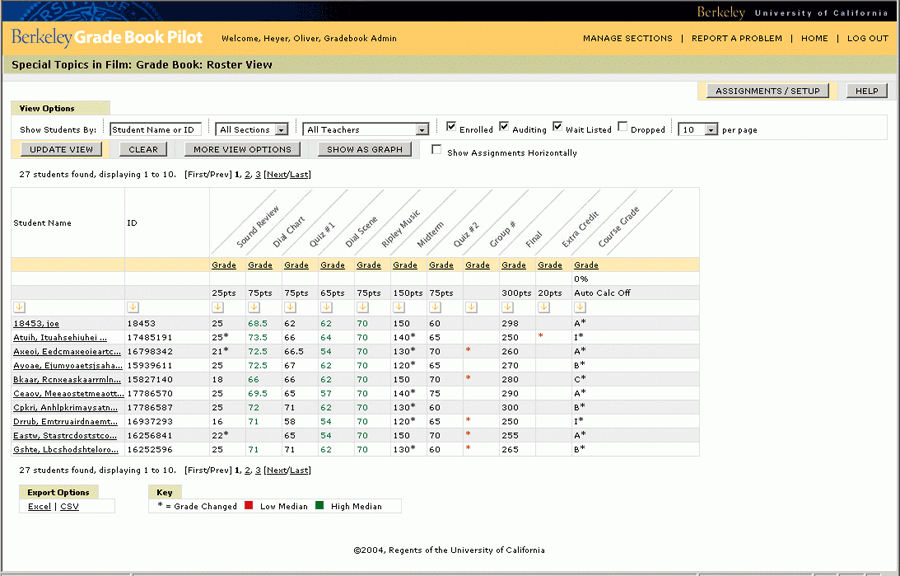 Berkeley University of California
Berkeley Grade Book Pilot Welcome, Heyer, Oliver, Gradebook Admin MANAGE SECTIONS | REPORT A PROBLEM | HOME | LOG OUT
Special Topics in Film: Grade Book: Roster View
ASSIGNMENTS / SETUP HELP
View Options
Show Students By: Student Name or ID All Sections All Teachers Enrolled Auditing Wait Listed Dropped 10 per page
UPDATE VIEW CLEAR MORE VIEW OPTIONS SHOW AS GRAPH Show Assignments Horizontally
27 students found, displaying 1 to 10. [First/Prev] 1, 2, 3 [Next/Last]
Student Name ID Sound Review Dial Chart Quiz #1 Dial Scene Ripley Music Midterm Quiz #2 Group # Final Extra Credit Course Grade
Grade Grade Grade Grade Grade Grade Grade Grade Grade Grade Grade
0%
25pts 75pts 75pts 65pts 75pts 150pts 75pts 300pts 20pts Auto Calc Off
18453, joe 18453 25 68.5 62 62 70 150 60 298 A*
Atuih, Ituahsehiuhei ... 17485191 25* 73.5 66 64 70 140* 65 250 * I*
Axeoi, Eedcmaxeoieartc... 16798342 21* 72.5 66.5 54 70 130* 70 * 260 A*
Ayoae, Ejumyoaetsjsaha... 15939611 25 72.5 67 62 70 120* 65 270 B*
Bkaar, Rcnxeaskaarrmln... 15827140 18 66 66 62 70 150 70 * 280 C*
Ceaov, Meeaostetmeaott... 17786570 25 69.5 65 57 70 140* 75 290 A*
Cpkri, Anhlpkrimaysatn... 17786587 25 72 71 62 70 130* 60 300 B*
Drrub, Emtrruairdnaemt... 16937293 16 71 58 54 70 120* 65 * 250 I*
Eastv, Stastrcdoststco... 16256841 22* 65 54 70 150 70 * 255 A*
Gshte, Lbcshodshteloro... 16252596 25 71 71 62 70 130* 60 * 265 B*
27 students found, displaying 1 to 10. [First/Prev] 1, 2, 3 [Next/Last]
Export Options Key
Excel | CSV * = Grade Changed Low Median High Median
©2004, Regents of the University of California